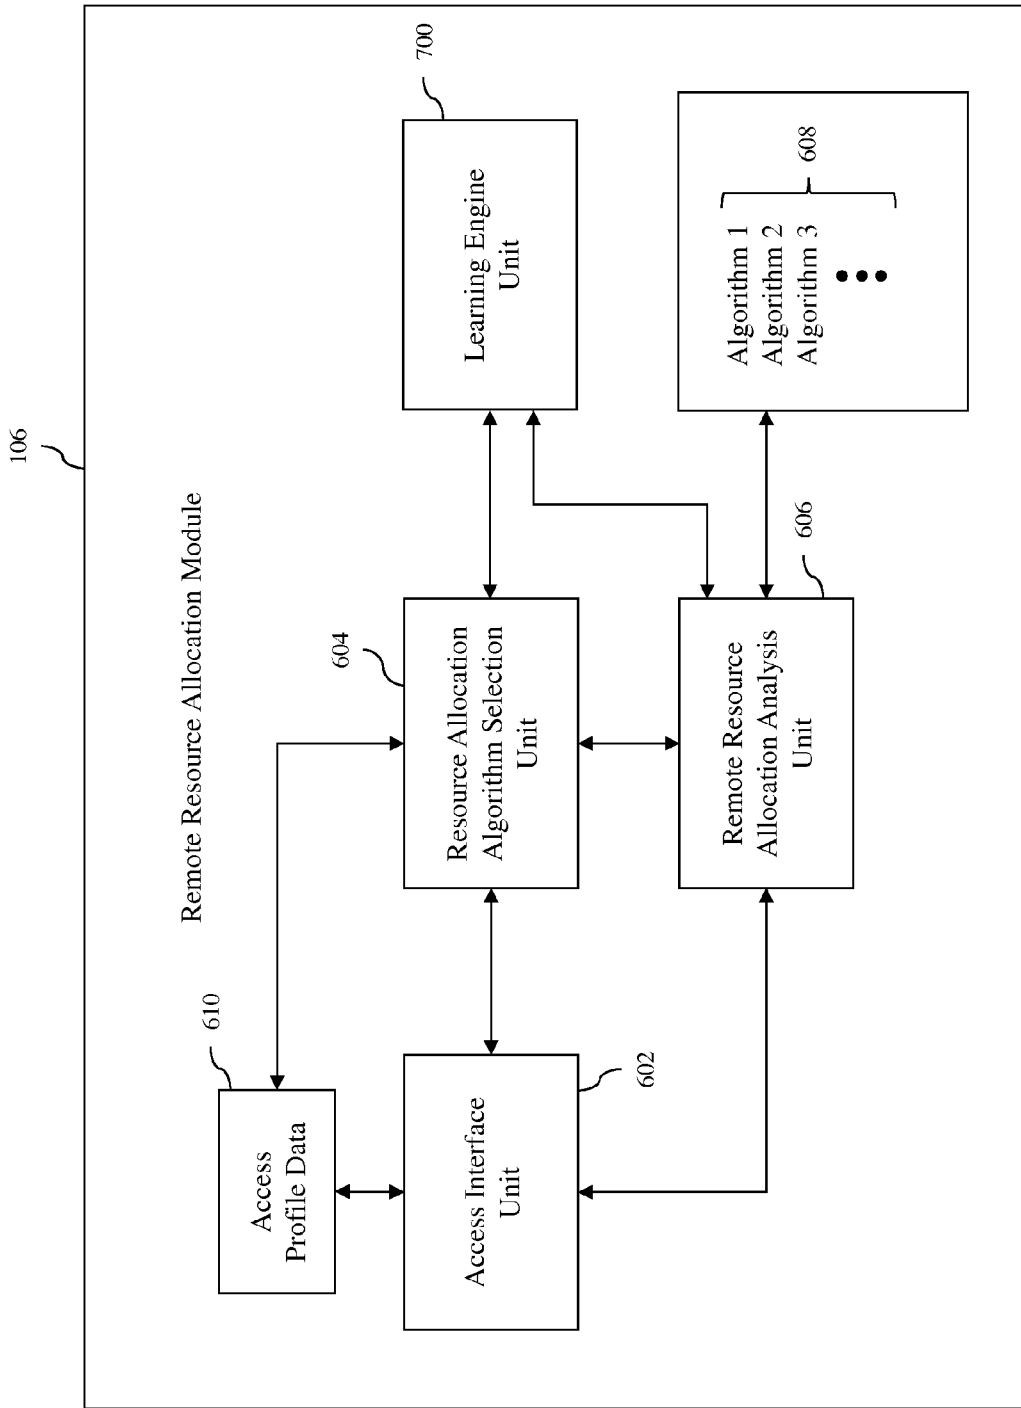 106
Remote Resource Allocation Module
610
Access
Profile Data
604
700
Access Interface
Unit
602
Resource Allocation
Algorithm Selection
Unit
Learning Engine
Unit
Remote Resource
Allocation Analysis
Unit
606
Algorithm 1
Algorithm 2
Algorithm 3
608